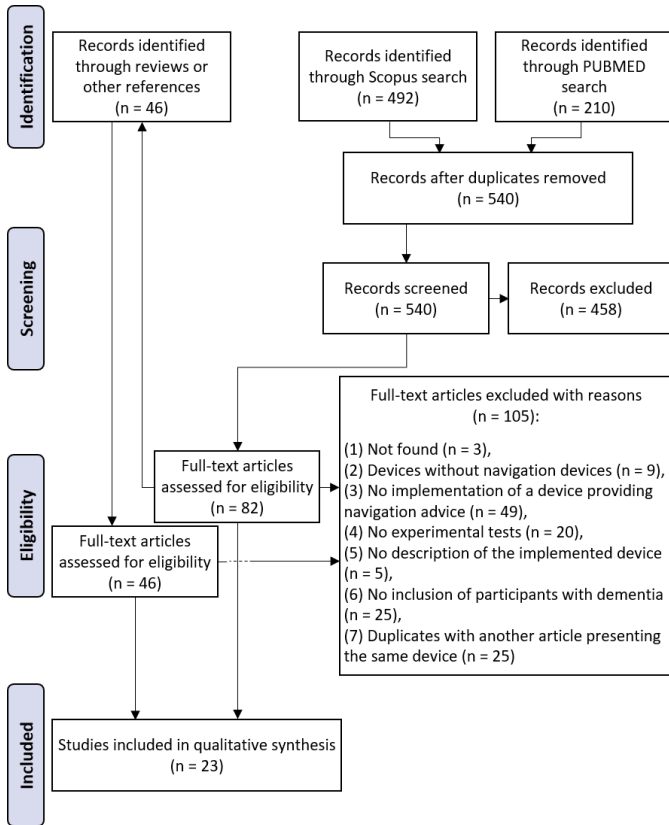 Identification
Records identified
through reviews or
other references
(n = 46)
Records identified
through Scopus search
(n = 492)
Records identified
through PUBMED
search
(n = 210)
Records after duplicates removed
(n = 540)
Screening
Records screened
(n = 540)
Records excluded
(n = 458)
Eligibility
Full-text articles
assessed for eligibility
(n = 82)
Full-text articles
assessed for eligibility
(n = 46)
Full-text articles excluded with reasons
(n = 105):
(1) Not found (n = 3),
(2) Devices without navigation devices (n = 9),
(3) No implementation of a device providing
navigation advice (n = 49),
(4) No experimental tests (n = 20),
(5) No description of the implemented device
(n = 5),
(6) No inclusion of participants with dementia
(n = 25),
(7) Duplicates with another article presenting
the same device (n = 25)
Included
Studies included in qualitative synthesis
(n = 23)